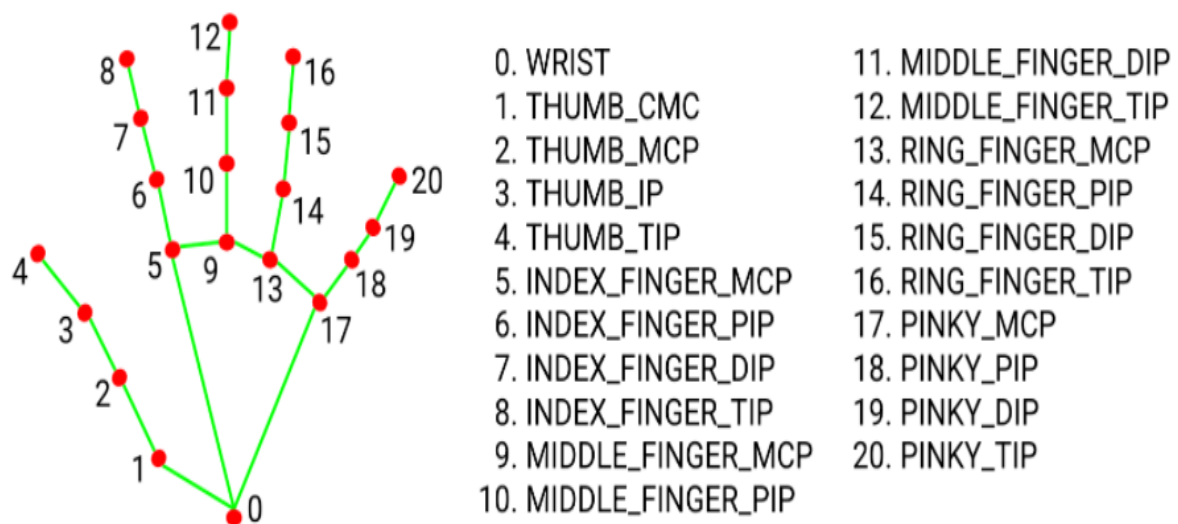 12
8
16
11
7
15
10
6
14
20
19
4
5
9
13
18
3
17
2
1
0
0. WRIST
1. THUMB_CMC
2. THUMB_MCP
3. THUMB_IP
4. THUMB_TIP
5. INDEX_FINGER_MCP
6. INDEX_FINGER_PIP
7. INDEX_FINGER_DIP
8. INDEX_FINGER_TIP
9. MIDDLE_FINGER_MCP
10. MIDDLE_FINGER_PIP
11. MIDDLE_FINGER_DIP
12. MIDDLE_FINGER_TIP
13. RING_FINGER_MCP
14. RING_FINGER_PIP
15. RING_FINGER_DIP
16. RING_FINGER_TIP
17. PINKY_MCP
18. PINKY_PIP
19. PINKY_DIP
20. PINKY_TIP